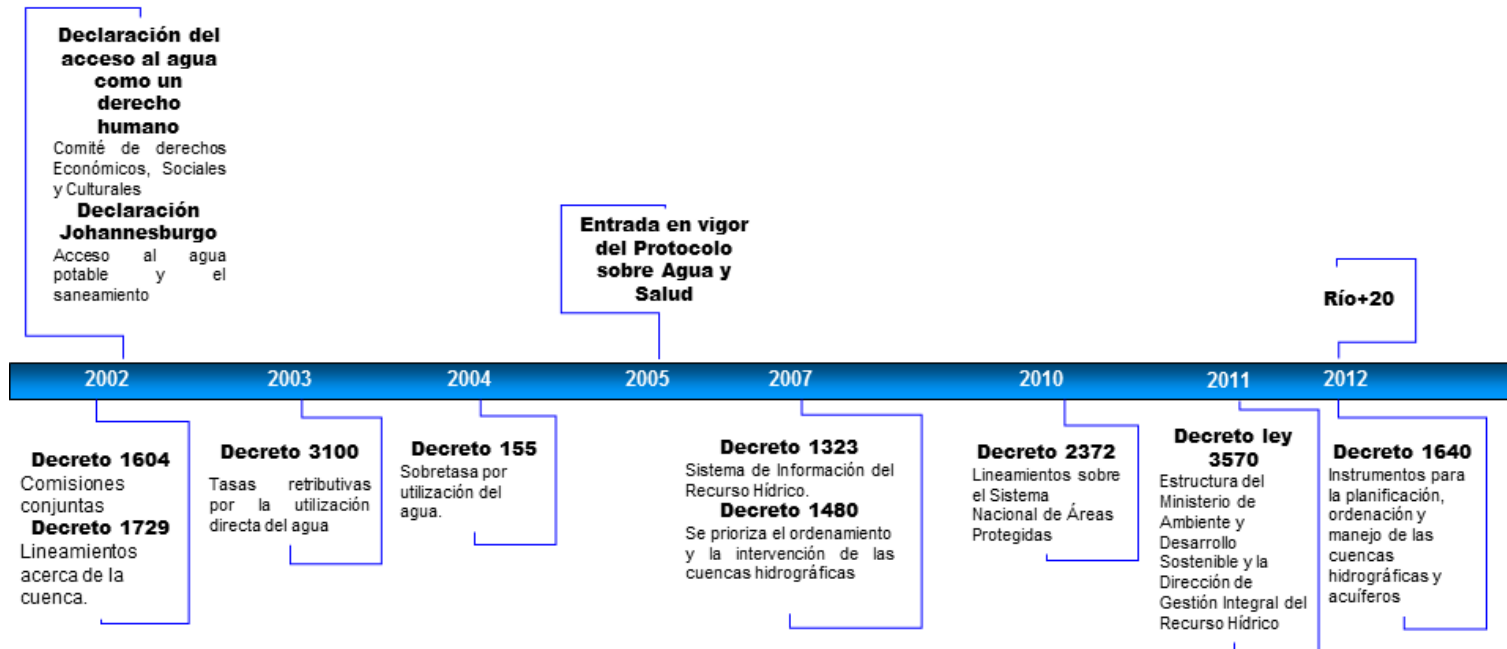 Declaración del
acceso al agua
como un
derecho
humano
Comité de derechos
Económicos, Sociales
y Culturales
Declaración
Johannesburgo
Acceso al agua
potable y el
saneamiento
Entrada en vigor
del Protocolo
sobre Agua y
Salud
Río+20
2002
2003
2004
2005
2007
2010
2011
2012
Decreto 1604
Comisiones
conjuntas
Decreto 1729
Lineamientos
acerca de la
cuenca.
Decreto 3100
Tasas retributivas
por la utilización
directa del agua
Decreto 155
Sobretasa por
utilización del
agua.
Decreto 1323
Sistema de Información del
Recurso Hídrico.
Decreto 1480
Se prioriza el ordenamiento
y la intervención de las
cuencas hidrográficas
Decreto 2372
Lineamientos sobre
el Sistema
Nacional de Áreas
Protegidas
Decreto ley
3570
Estructura del
Ministerio de
Ambiente y
Desarrollo
Sostenible y la
Dirección de
Gestión Integral del
Recurso Hídrico
Decreto 1640
Instrumentos para
la planificación,
ordenación y
manejo de las
cuencas
hidrográficas y
acuíferos